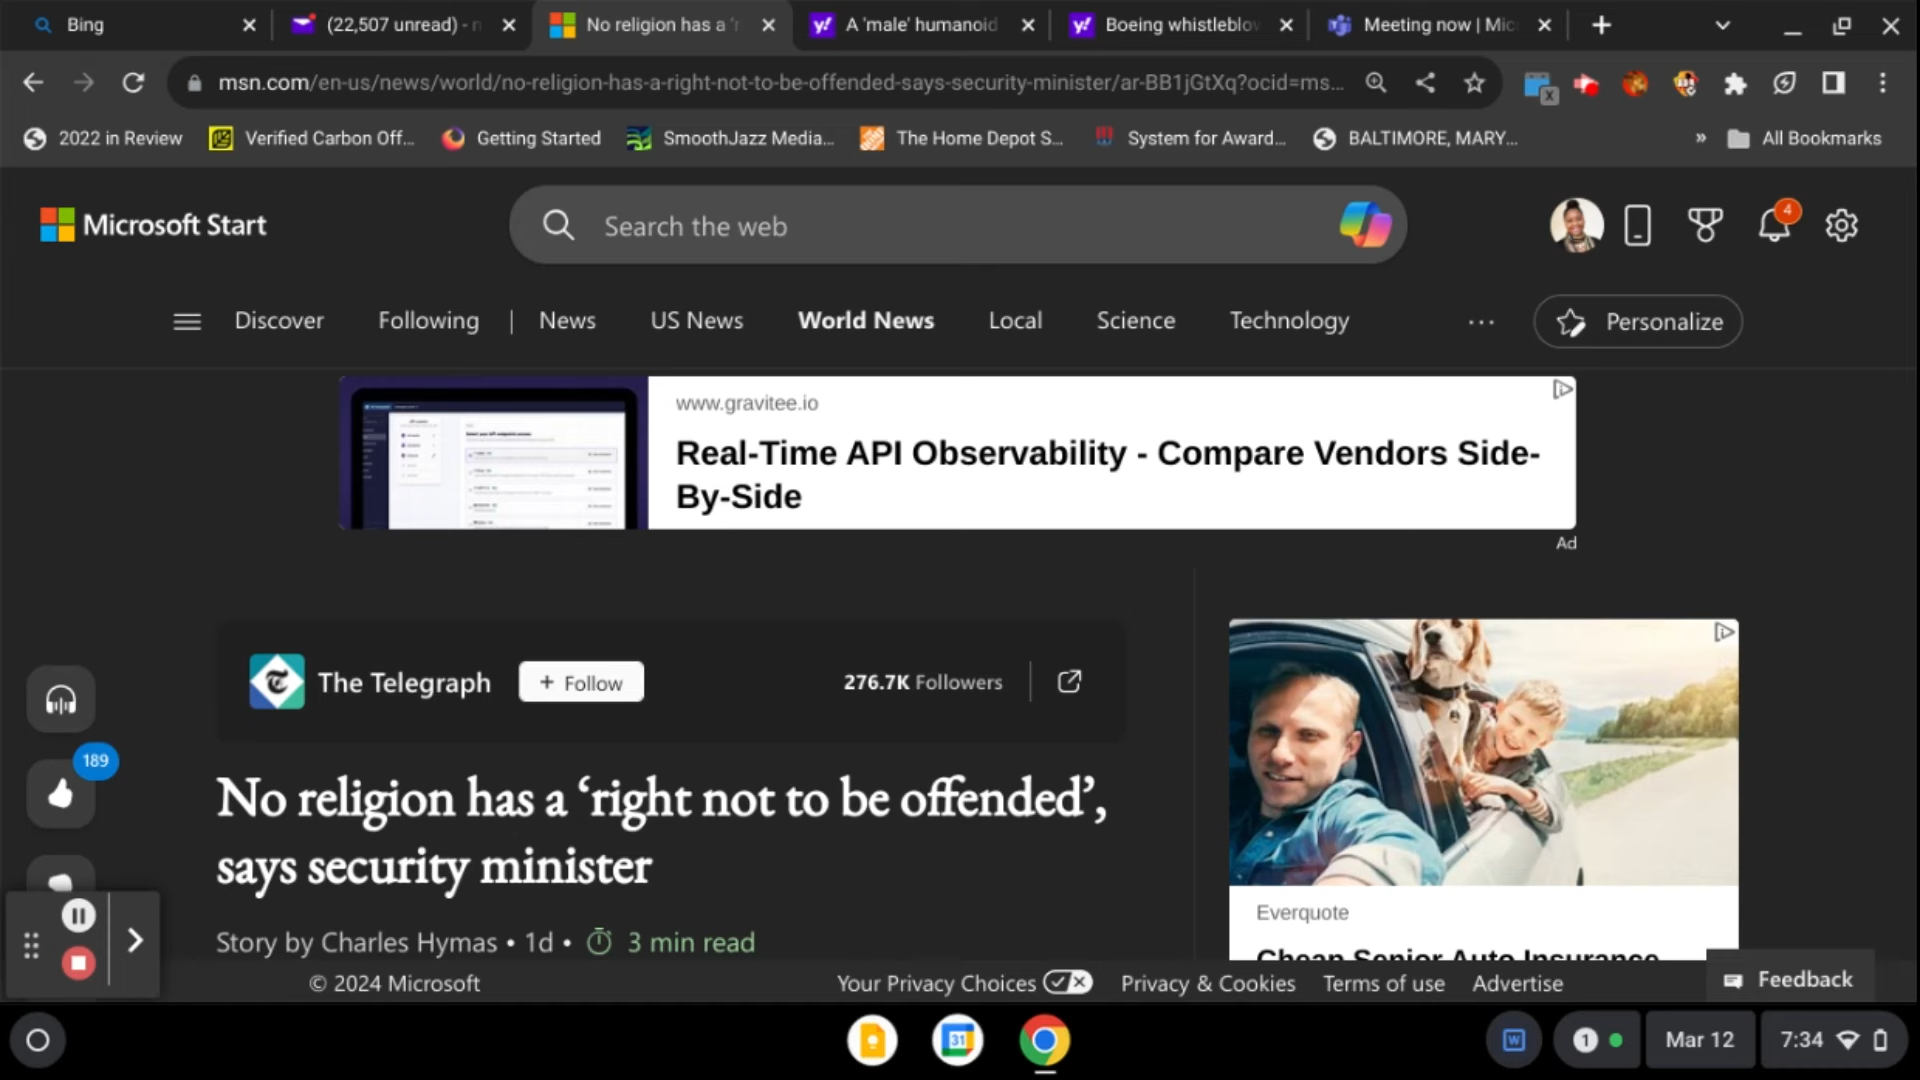 Bing
(22,507 unread) - n
No religion has a 'r
A 'male' humanoid
Boeing whistleblow
Meeting now | Mic
msn.com/en-us/news/world/no-religion-has-a-right-not-to-be-offended-says-security-minister/ar-BB1jGtXq?ocid=ms...
2022 in Review
Verified Carbon Off...
Getting Started
SmoothJazz Media...
The Home Depot S...
System for Award...
BALTIMORE, MARY...
»
All Bookmarks
Microsoft Start
Search the web
4
Discover
Following
News
US News
World News
Local
Science
Technology
...
Personalize
www.gravitee.io
Real-Time API Observability - Compare Vendors Side-
By-Side
Ad
The Telegraph
+ Follow
276.7K Followers
189
No religion has a ‘right not to be offended’,
says security minister
Story by Charles Hymas • 1d •
3 min read
Everquote
Cheap Senior Auto Insurance
© 2024 Microsoft
Your Privacy Choices
Privacy & Cookies
Terms of use
Advertise
Feedback
31
W
1
Mar 12
7:34